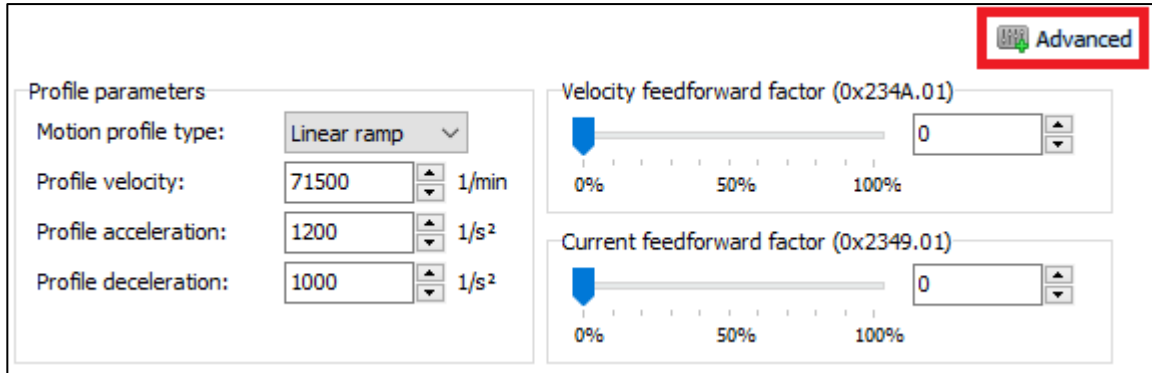 Advanced
Profile parameters
Motion profile type: Linear ramp
Profile velocity: 71500 1/min
Profile acceleration: 1200 1/s²
Profile deceleration: 1000 1/s²
Velocity feedforward factor (0x234A.01)
0
0% 50% 100%
Current feedforward factor (0x2349.01)
0
0% 50% 100%